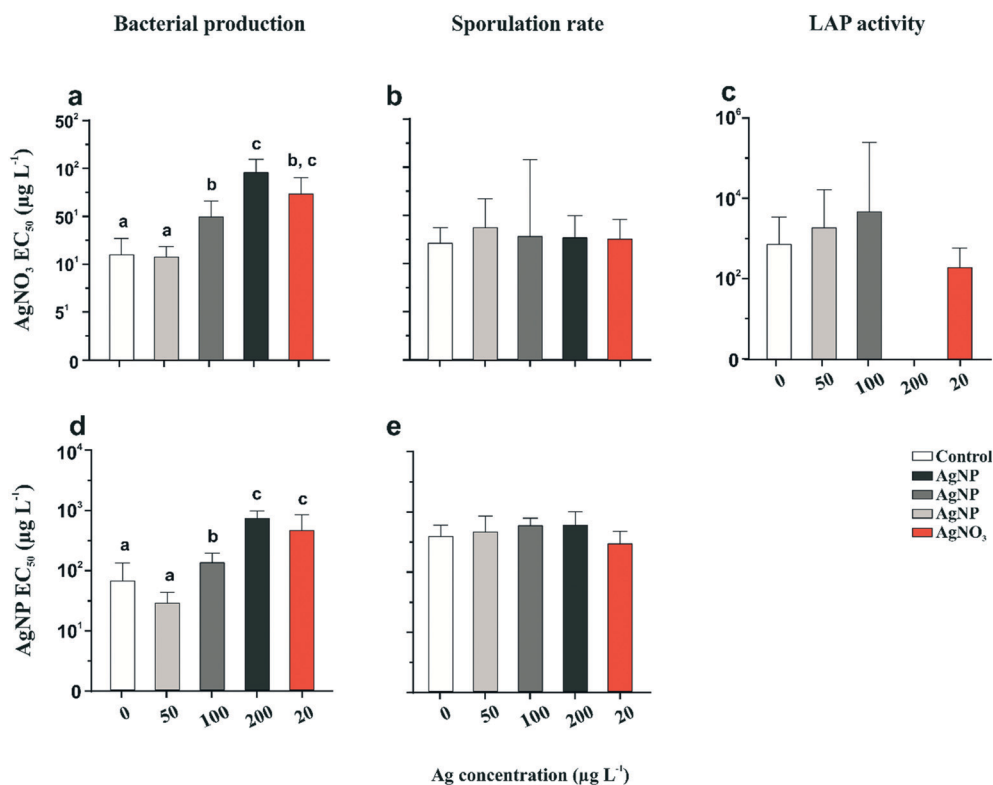 Bacterial production
Sporulation rate
LAP activity
a
AgNO₃ EC₅₀ (µg L⁻¹)
50²
10²
50¹
10¹
5¹
0
a
a
b
c
b, c
b
c
10⁶
10⁴
10²
0
0
50
100
200
20
d
AgNP EC₅₀ (µg L⁻¹)
10⁴
10³
10²
10¹
0
a
a
b
c
c
0
50
100
200
20
e
0
50
100
200
20
Control
AgNP
AgNP
AgNP
AgNO₃
Ag concentration (µg L⁻¹)